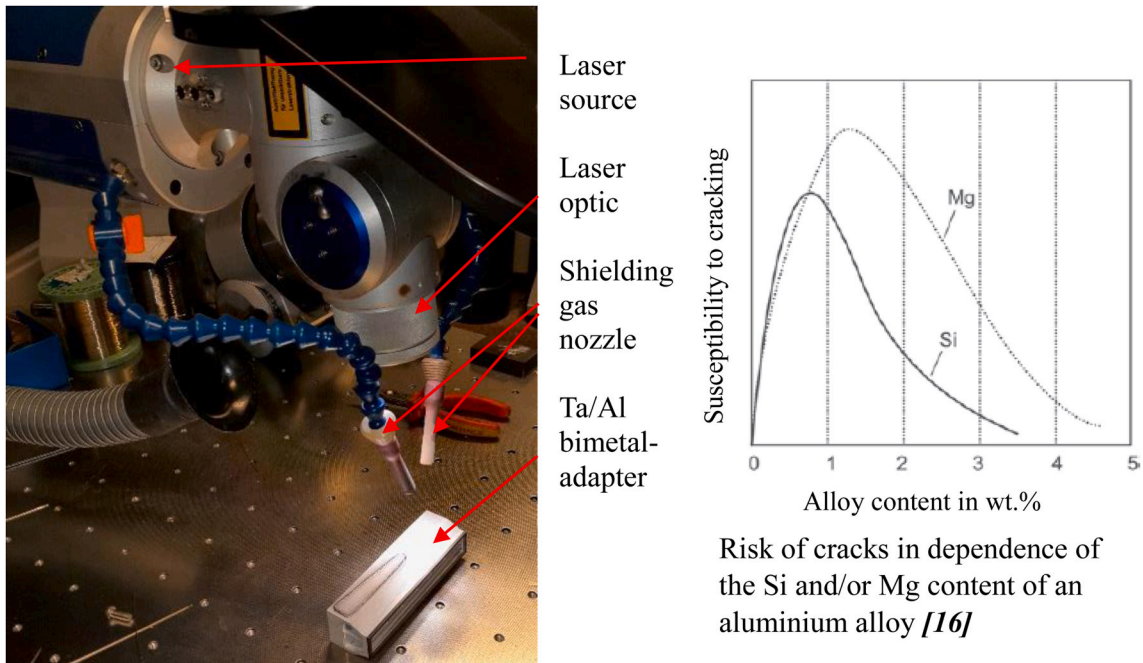 Laser
source
Laser
optic
Shielding
gas
nozzle
Ta/Al
bimetal-
adapter
Susceptibility to cracking
Mg
Si
0 1 2 3 4 5
Alloy content in wt.%
Risk of cracks in dependence of
the Si and/or Mg content of an
aluminium alloy [16]